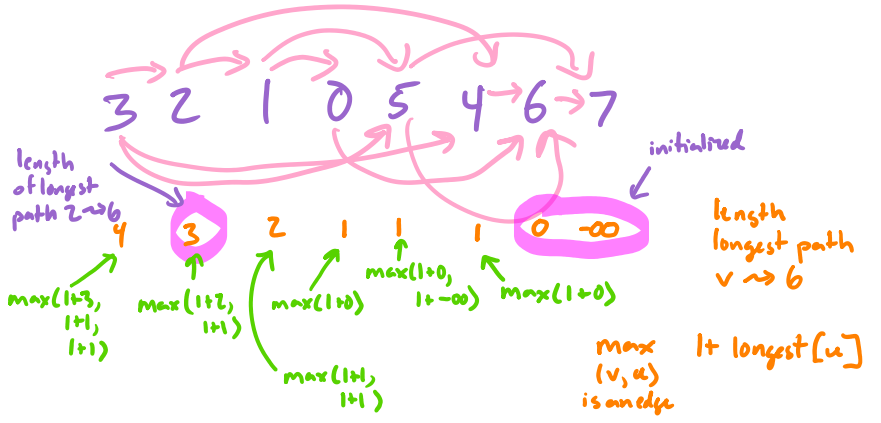 3 2 1 0 5 4 6 7
length
of longest
path 2⇝6
initialized
4 3 2 1 1 1 0 -∞
length
longest path
v ⇝ 6
max(1+3,
1+1,
1+1)
max(1+2,
1+1)
max(1+0)
max(1+0,
1+-∞)
max(1+0)
max(1+1,
1+1)
max 1+ longest[u]
(v,u)
is an edge